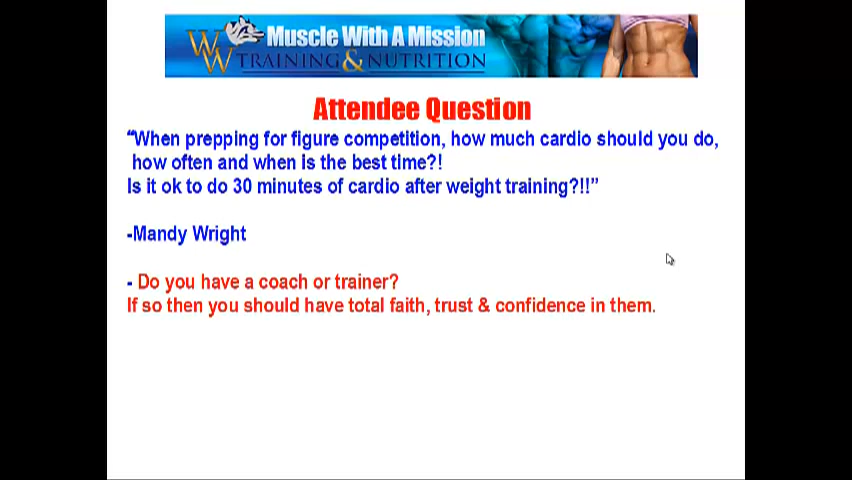 WW Muscle With A Mission
TRAINING & NUTRITION
Attendee Question
“When prepping for figure competition, how much cardio should you do,
how often and when is the best time?!
Is it ok to do 30 minutes of cardio after weight training?!!”
-Mandy Wright
- Do you have a coach or trainer?
If so then you should have total faith, trust & confidence in them.